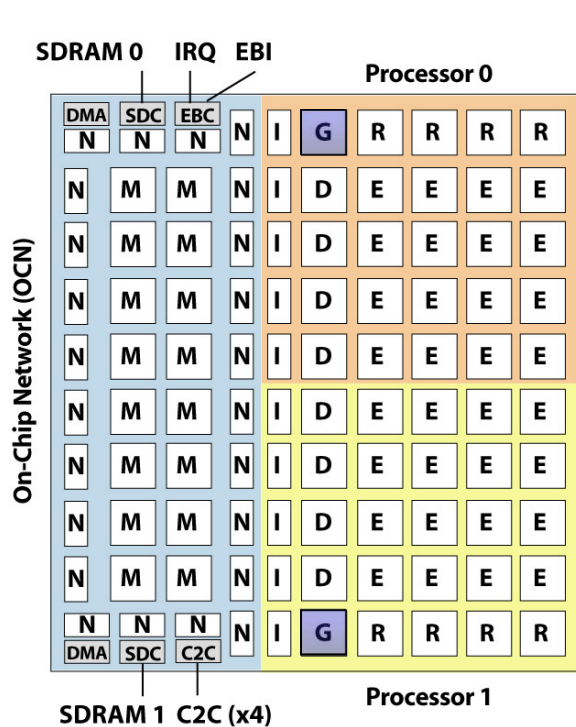 SDRAM 0 IRQ EBI
Processor 0
DMA SDC EBC
N N N N I G R R R R
N M M N I D E E E E
N M M N I D E E E E
N M M N I D E E E E
N M M N I D E E E E
On-Chip Network (OCN)
N M M N I D E E E E
N M M N I D E E E E
N M M N I D E E E E
N M M N I D E E E E
N N N N I G R R R R
DMA SDC C2C
Processor 1
SDRAM 1 C2C (x4)